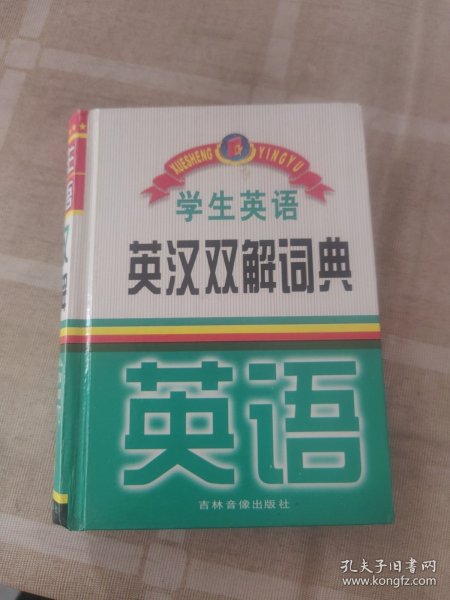 XUESHENG YINGYU
学生英语
英汉双解词典
英语
吉林音像出版社
孔夫子旧书网
www.kongfz.com